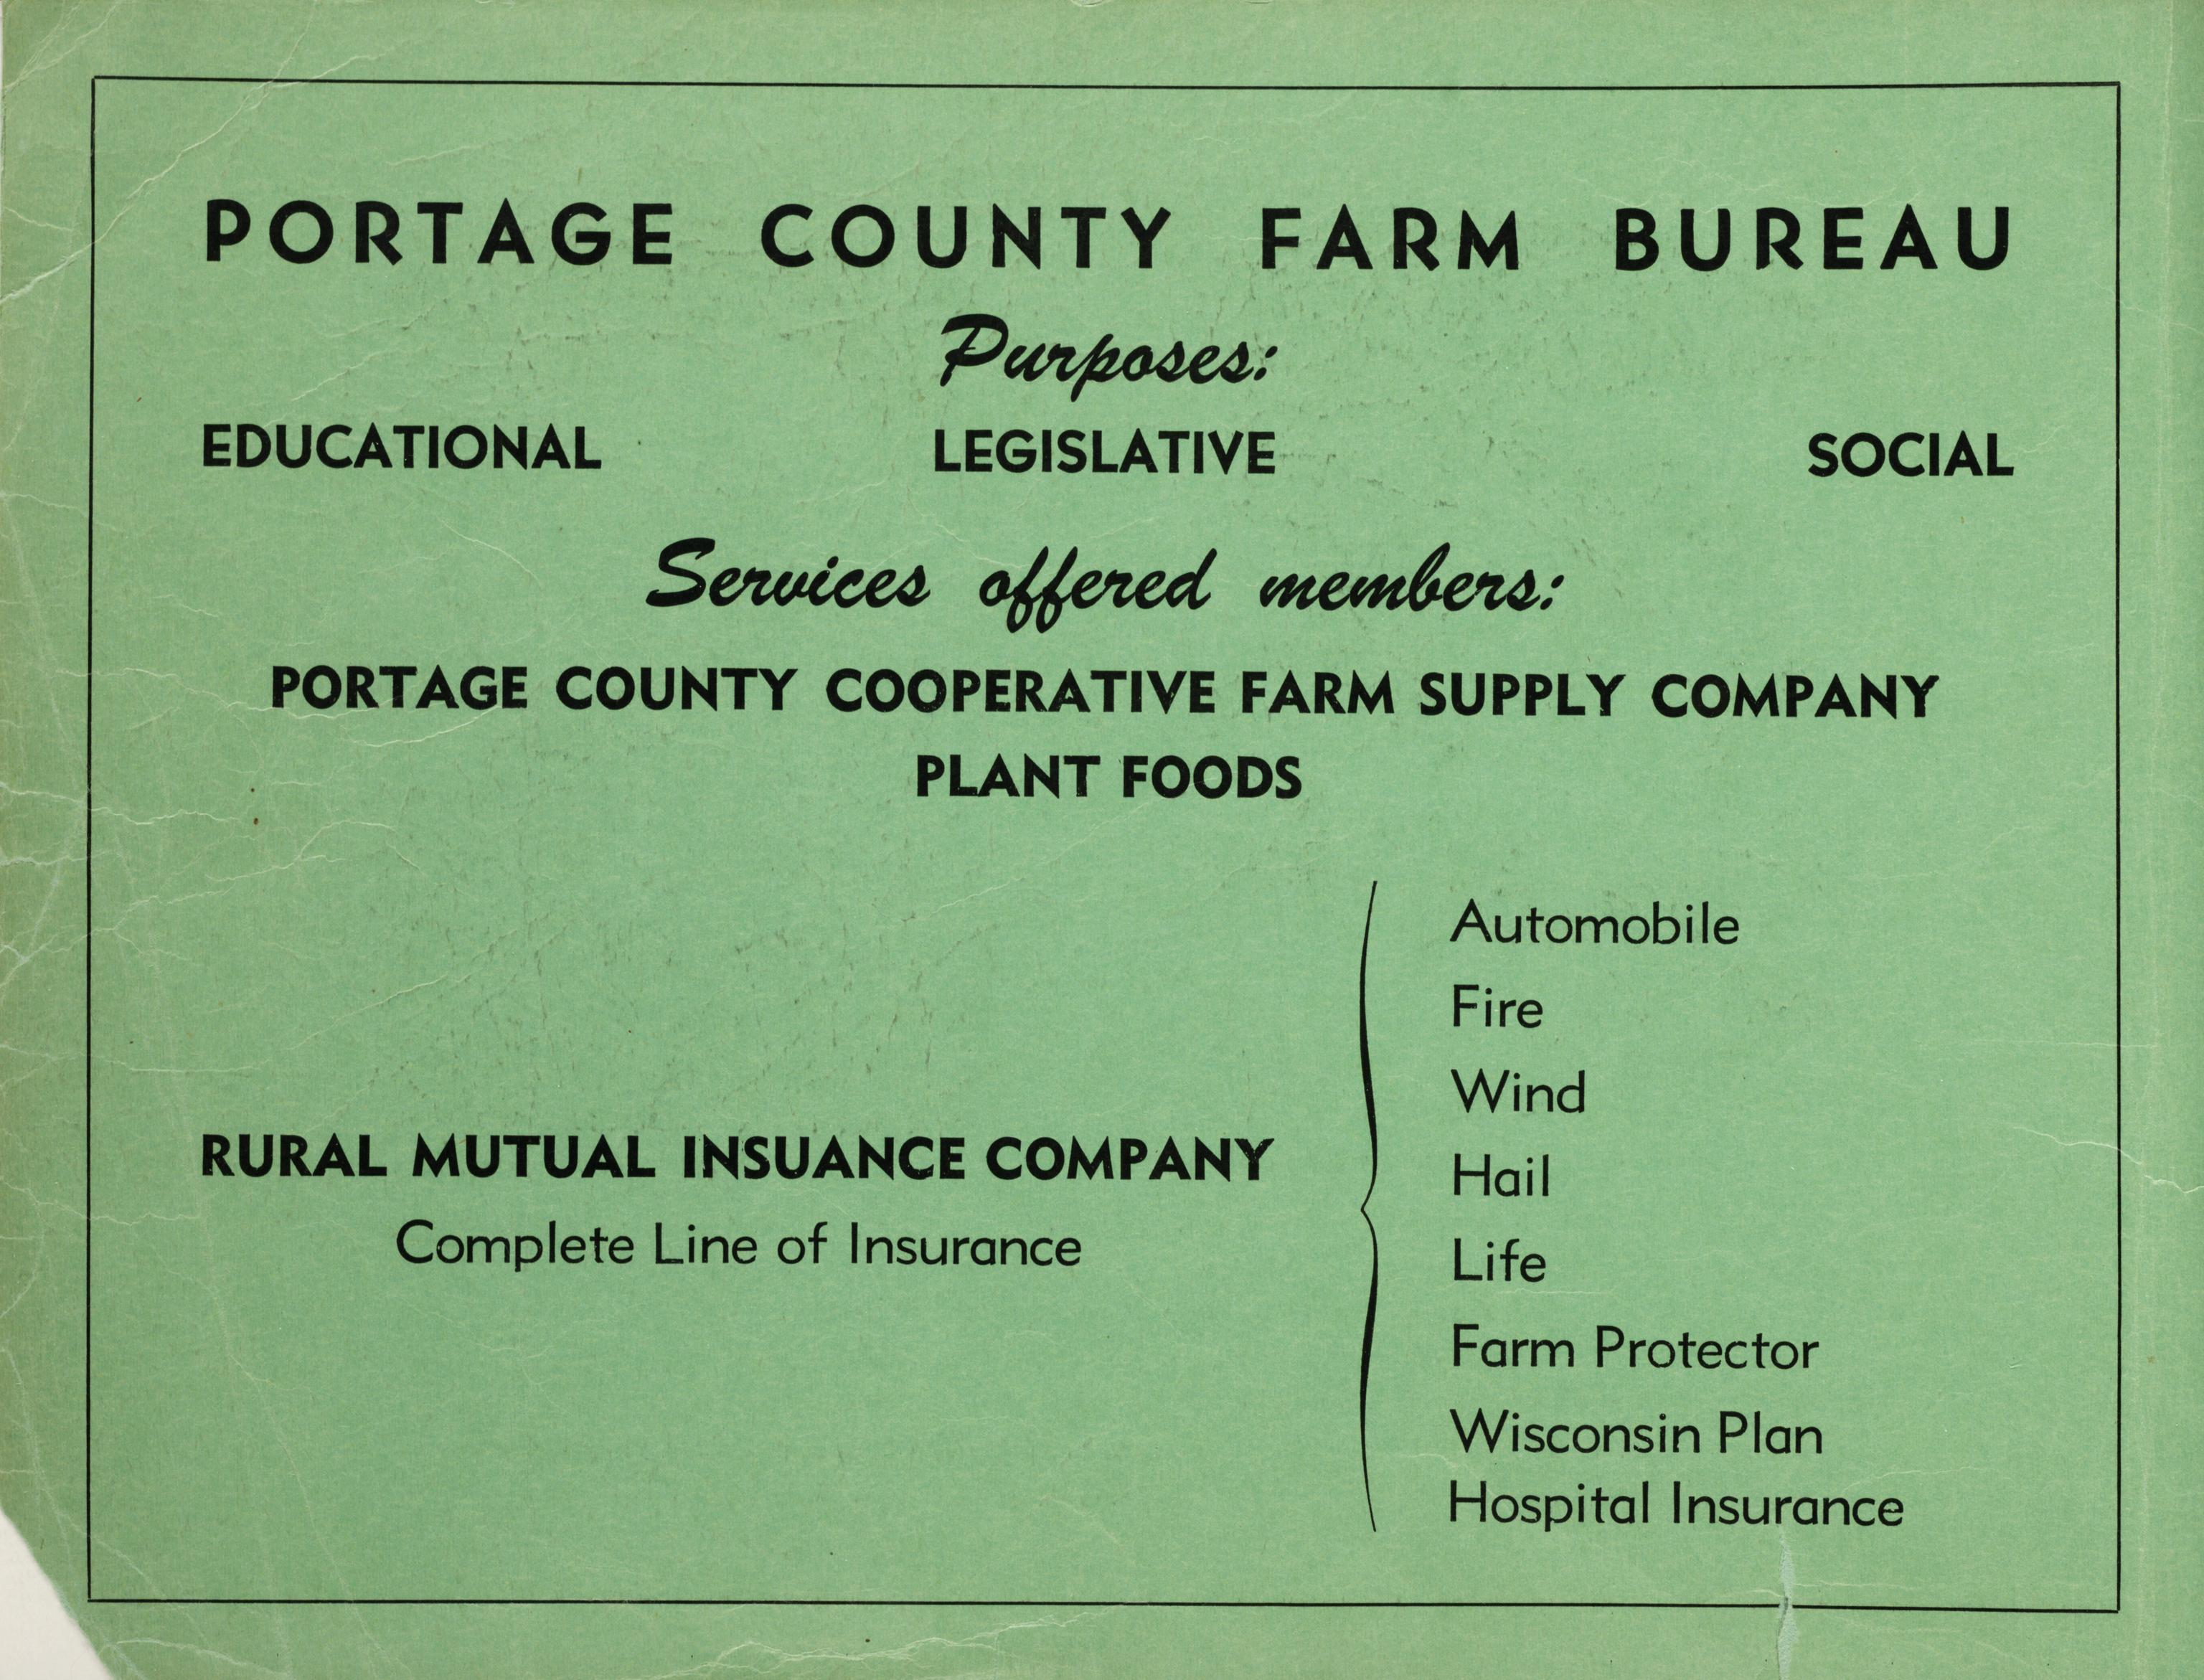 PORTAGE COUNTY FARM BUREAU
Purposes:
EDUCATIONAL LEGISLATIVE SOCIAL
Services offered members:
PORTAGE COUNTY COOPERATIVE FARM SUPPLY COMPANY
PLANT FOODS
RURAL MUTUAL INSUANCE COMPANY
Complete Line of Insurance
Automobile
Fire
Wind
Hail
Life
Farm Protector
Wisconsin Plan
Hospital Insurance